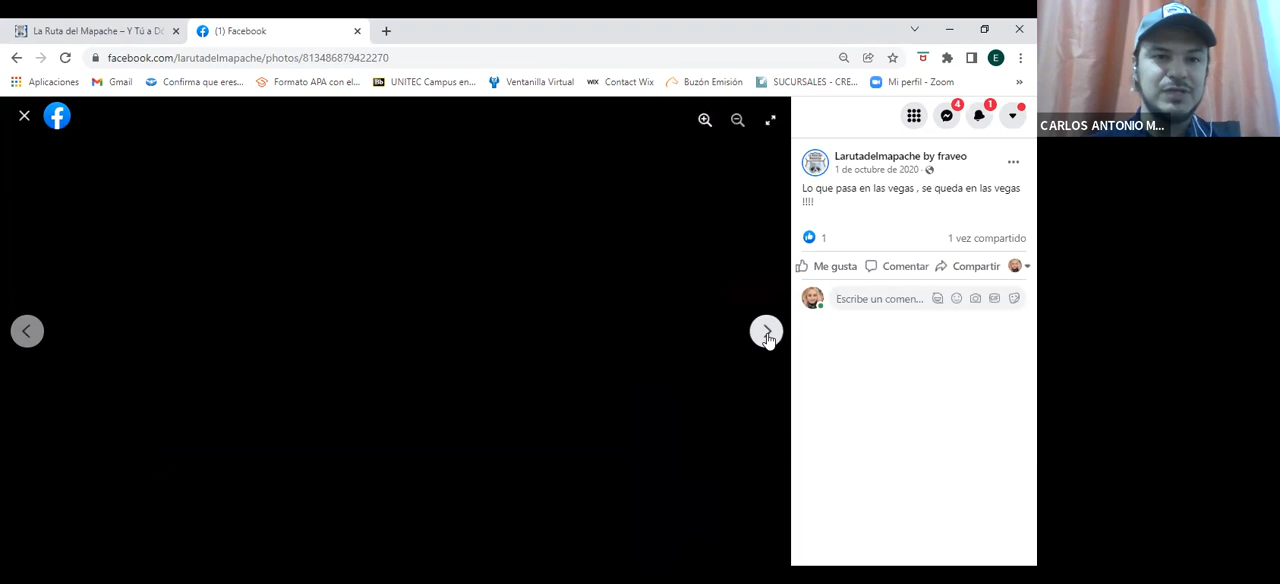 La Ruta del Mapache – Y Tú a Dó
(1) Facebook
facebook.com/larutadelmapache/photos/813486879422270
E
Aplicaciones
Gmail
Confirma que eres...
Formato APA con el...
Bb
UNITEC Campus en...
Ventanilla Virtual
WIX
Contact Wix
Buzón Emisión
SUCURSALES - CRE...
Mi perfil - Zoom
»
4
1
Larutadelmapache by fraveo
1 de octubre de 2020 ·
Lo que pasa en las vegas , se queda en las vegas
!!!!
1
1 vez compartido
Me gusta
Comentar
Compartir
Escribe un comen...
GIF
CARLOS ANTONIO M...